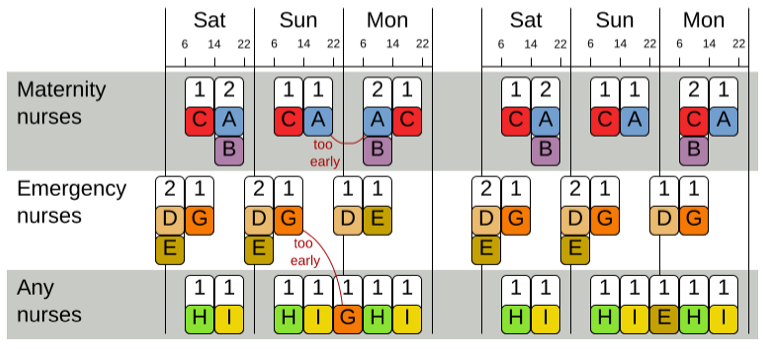 Sat Sun Mon Sat Sun Mon
6 14 22 6 14 22 6 14 22 6 14 22 6 14 22 6 14 22
Maternity
nurses
1 2 1 1 2 1 1 2 1 1 2 1
C A C A A C C A C A C A
B B B B
too
early
Emergency
nurses
2 1 2 1 1 1 2 1 2 1 1 1
D G D G D E D G D G D G
E E E E
too
early
Any
nurses
1 1 1 1 1 1 1 1 1 1 1 1 1 1
H I H I G H I H I H I E H I